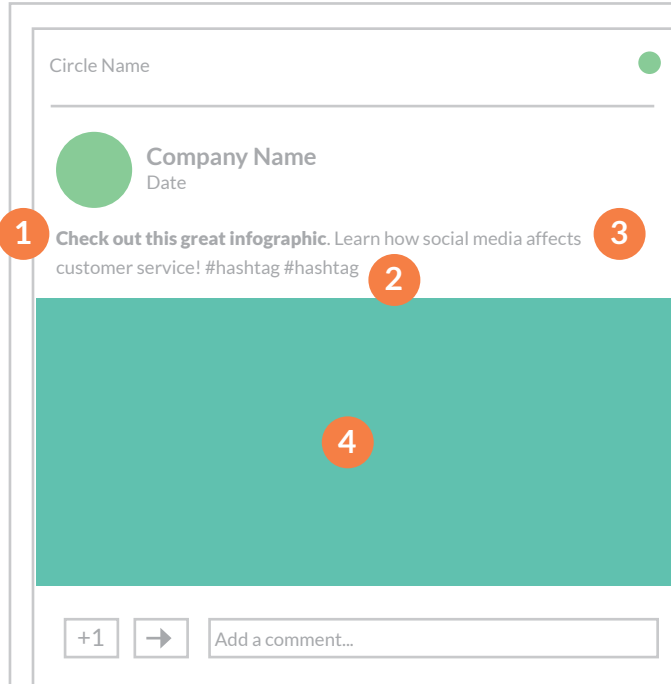 Circle Name
Company Name
Date
1
Check out this great infographic. Learn how social media affects
3
customer service! #hashtag #hashtag
2
4
+1
Add a comment...